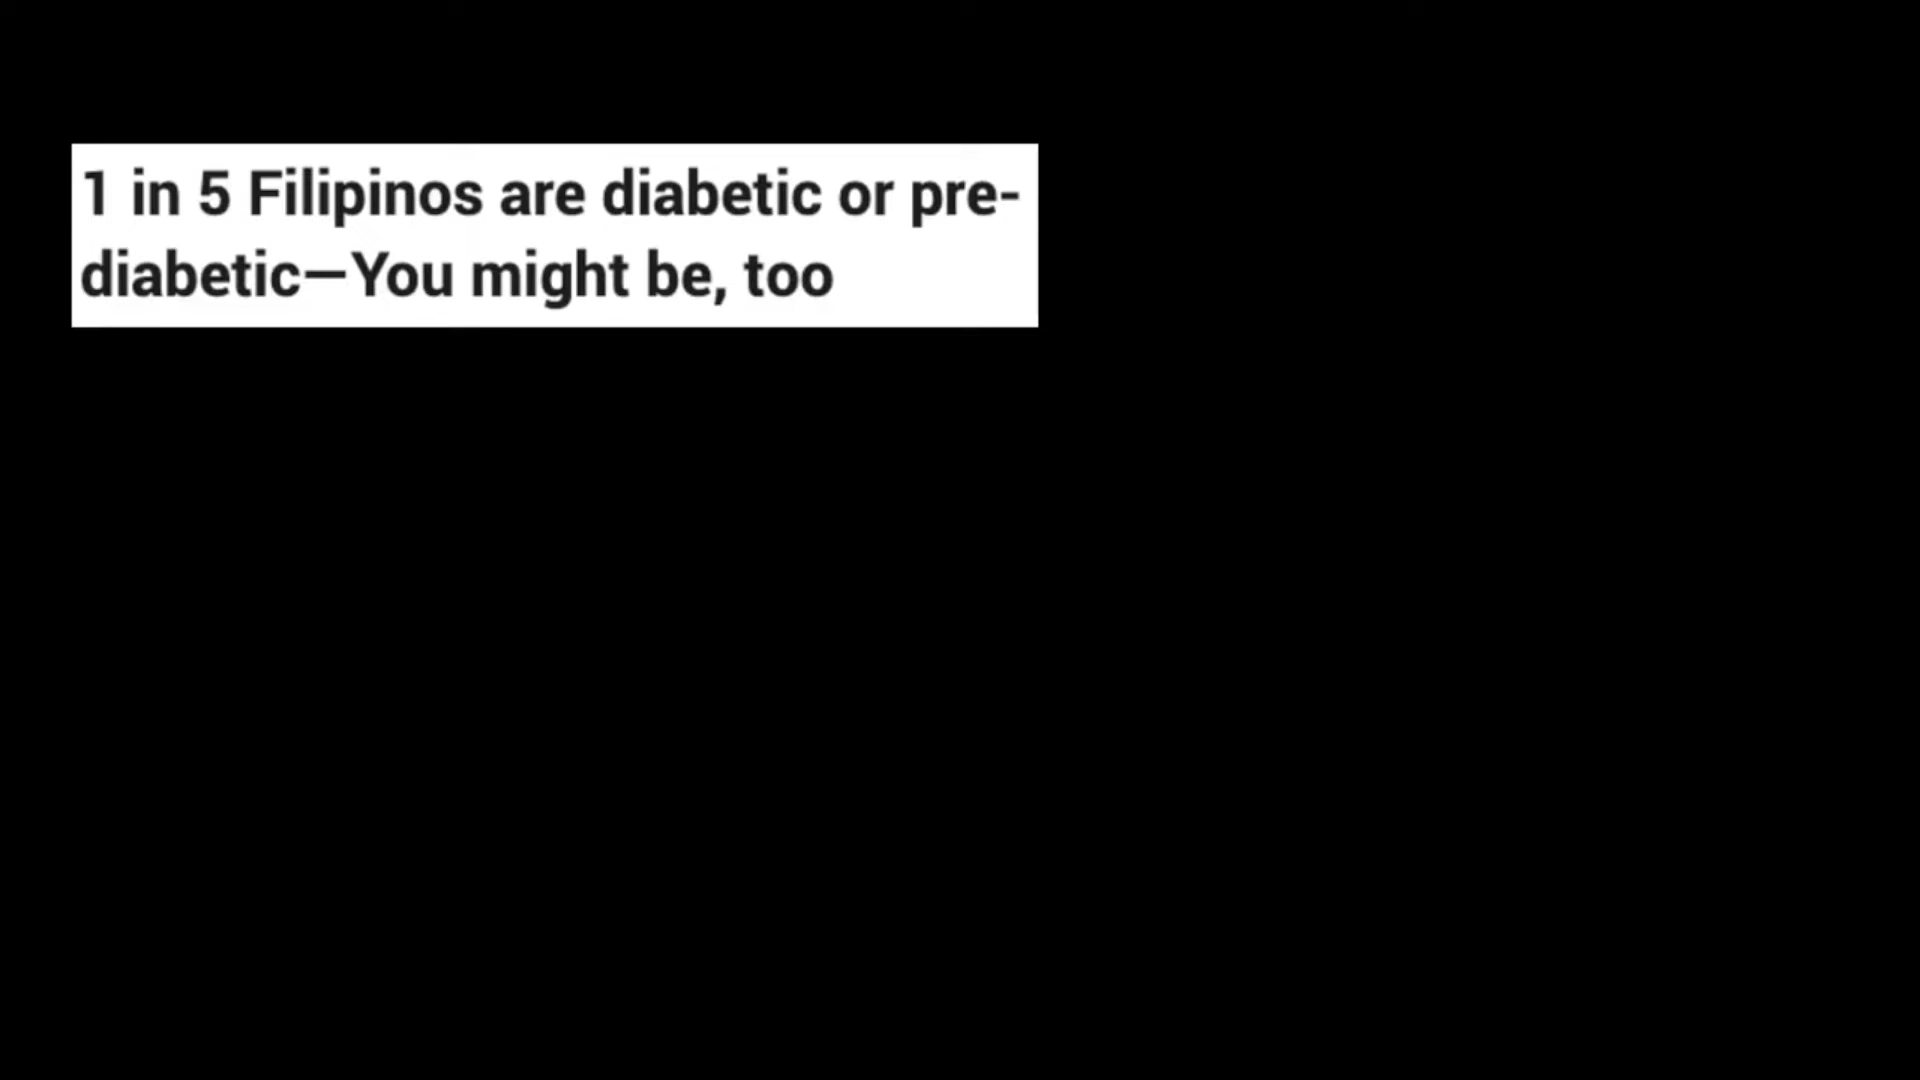 1 in 5 Filipinos are diabetic or pre-
diabetic—You might be, too